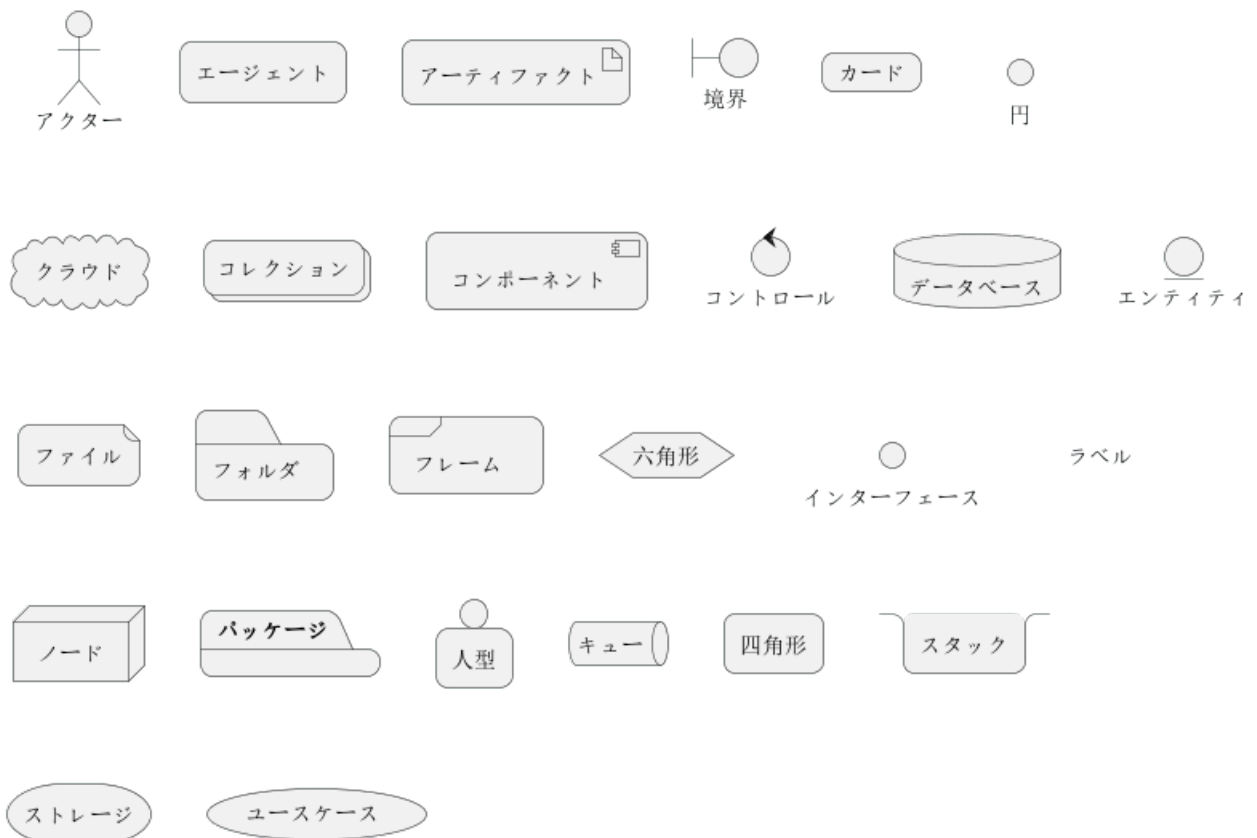 アクター
エージェント
アーティファクト
境界
カード
円
クラウド
コレクション
コンポーネント
コントロール
データベース
エンティティ
ファイル
フォルダ
フレーム
六角形
インターフェース
ラベル
ノード
パッケージ
人型
キュー
四角形
スタック
ストレージ
ユースケース